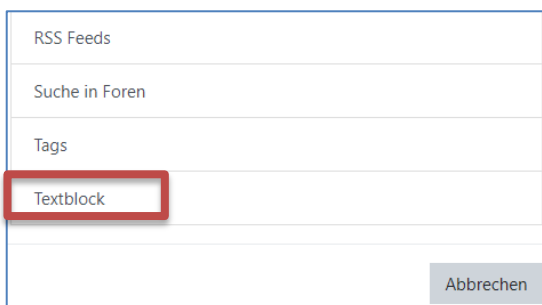 RSS Feeds
Suche in Foren
Tags
Textblock
Abbrechen